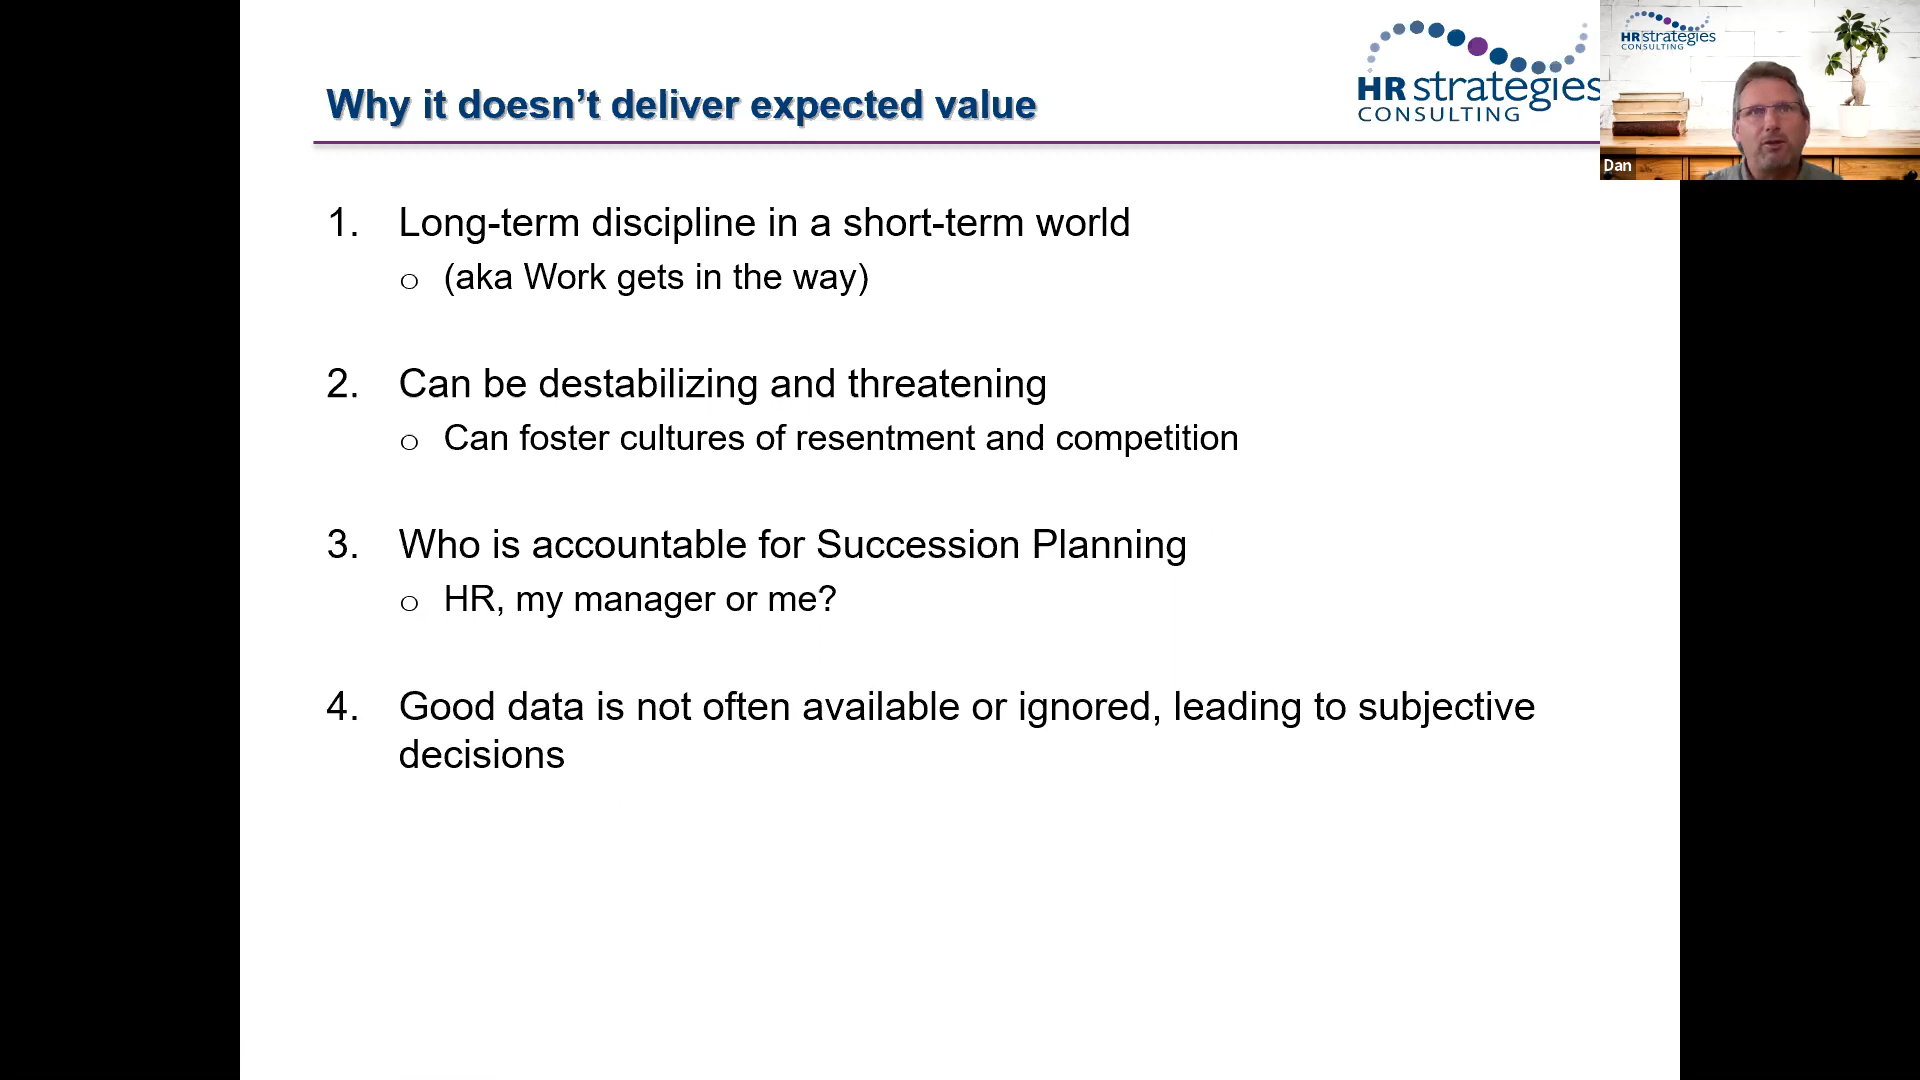 Why it doesn’t deliver expected value
HR strategies
CONSULTING
HRstrategies
CONSULTING
Dan
1. Long-term discipline in a short-term world
o (aka Work gets in the way)
2. Can be destabilizing and threatening
o Can foster cultures of resentment and competition
3. Who is accountable for Succession Planning
o HR, my manager or me?
4. Good data is not often available or ignored, leading to subjective
decisions